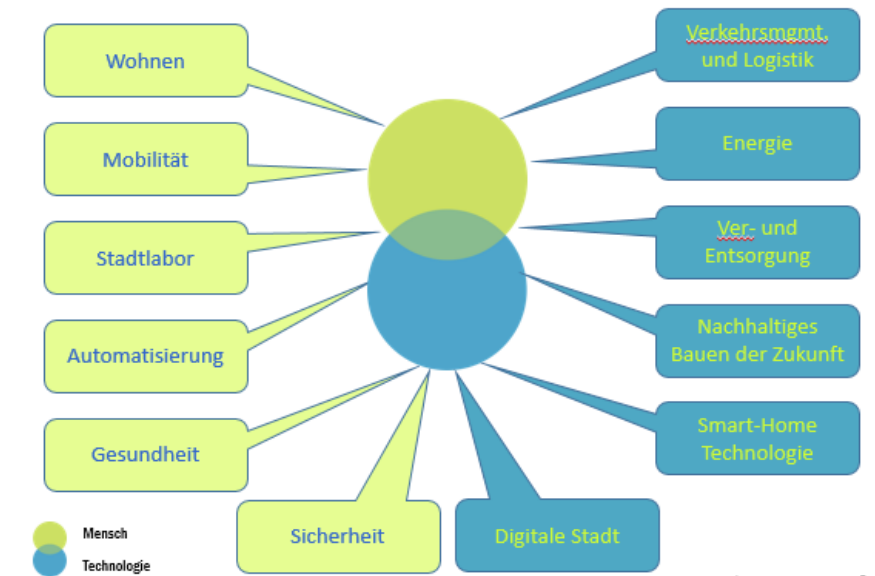 Wohnen
Mobilität
Stadtlabor
Automatisierung
Gesundheit
Sicherheit
Verkehrsmgmt.
und Logistik
Energie
Ver- und
Entsorgung
Nachhaltiges
Bauen der Zukunft
Smart-Home
Technologie
Digitale Stadt
Mensch
Technologie